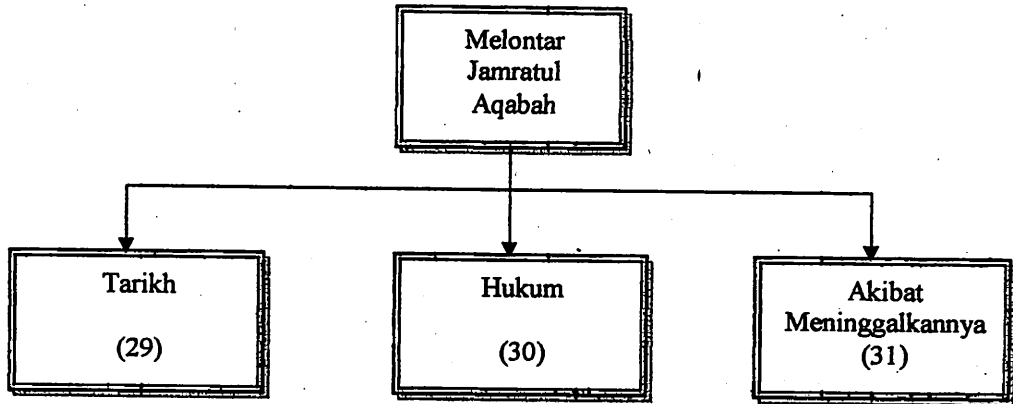 Melontar
Jamratul
Aqabah
Tarikh
(29)
Hukum
(30)
Akibat
Meninggalkannya
(31)